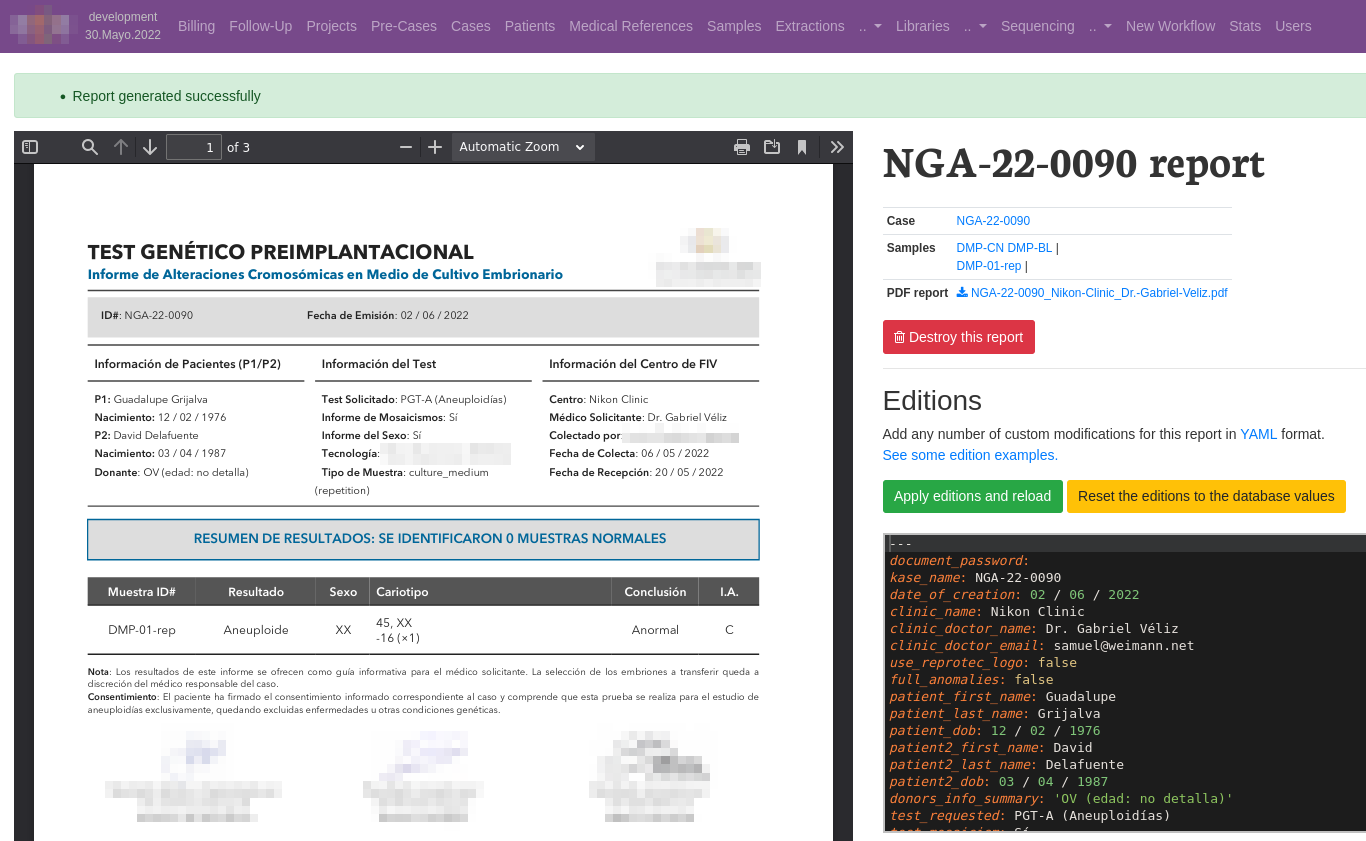 development
30.Mayo.2022
Billing Follow-Up Projects Pre-Cases Cases Patients Medical References Samples Extractions .. Libraries .. Sequencing .. New Workflow Stats Users
Report generated successfully
1 of 3 Automatic Zoom
TEST GENÉTICO PREIMPLANTACIONAL
Informe de Alteraciones Cromosómicas en Medio de Cultivo Embrionario
ID#: NGA-22-0090 Fecha de Emisión: 02 / 06 / 2022
Información de Pacientes (P1/P2)
P1: Guadalupe Grijalva
Nacimiento: 12 / 02 / 1976
P2: David Delafuente
Nacimiento: 03 / 04 / 1987
Donante: OV (edad: no detalla)
Información del Test
Test Solicitado: PGT-A (Aneuploidías)
Informe de Mosaicismos: Sí
Informe del Sexo: Sí
Tecnología:
Tipo de Muestra: culture_medium
(repetition)
Información del Centro de FIV
Centro: Nikon Clinic
Médico Solicitante: Dr. Gabriel Véliz
Colectado por:
Fecha de Colecta: 06 / 05 / 2022
Fecha de Recepción: 20 / 05 / 2022
RESUMEN DE RESULTADOS: SE IDENTIFICARON 0 MUESTRAS NORMALES
Muestra ID# Resultado Sexo Cariotipo Conclusión I.A.
DMP-01-rep Aneuploide XX 45, XX Anormal C
-16 (×1)
Nota: Los resultados de este informe se ofrecen como guía informativa para el médico solicitante. La selección de los embriones a transferir queda a
discreción del médico responsable del caso.
Consentimiento: El paciente ha firmado el consentimiento informado correspondiente al caso y comprende que esta prueba se realiza para el estudio de
aneuploidías exclusivamente, quedando excluidas enfermedades u otras condiciones genéticas.
NGA-22-0090 report
Case NGA-22-0090
Samples DMP-CN DMP-BL |
DMP-01-rep |
PDF report NGA-22-0090_Nikon-Clinic_Dr.-Gabriel-Veliz.pdf
Destroy this report
Editions
Add any number of custom modifications for this report in YAML format.
See some edition examples.
Apply editions and reload Reset the editions to the database values
---
document_password:
kase_name: NGA-22-0090
date_of_creation: 02 / 06 / 2022
clinic_name: Nikon Clinic
clinic_doctor_name: Dr. Gabriel Véliz
clinic_doctor_email: samuel@weimann.net
use_reprotec_logo: false
full_anomalies: false
patient_first_name: Guadalupe
patient_last_name: Grijalva
patient_dob: 12 / 02 / 1976
patient2_first_name: David
patient2_last_name: Delafuente
patient2_dob: 03 / 04 / 1987
donors_info_summary: 'OV (edad: no detalla)'
test_requested: PGT-A (Aneuploidías)